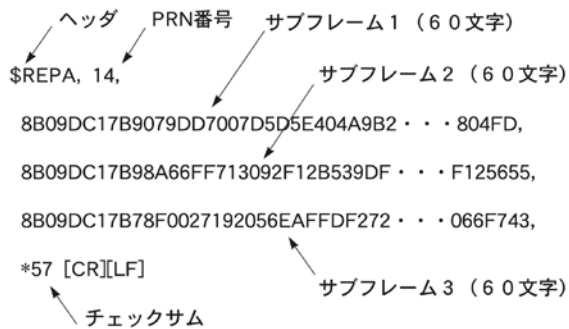 ヘッダ PRN番号 サブフレーム1（60文字）
$REPA, 14, サブフレーム2（60文字）
8B09DC17B9079DD7007D5D5E404A9B2・・・804FD,
8B09DC17B98A66FF713092F12B539DF・・・F125655,
8B09DC17B78F0027192056EAFFDF272・・・066F743,
*57 [CR][LF] サブフレーム3（60文字）
チェックサム